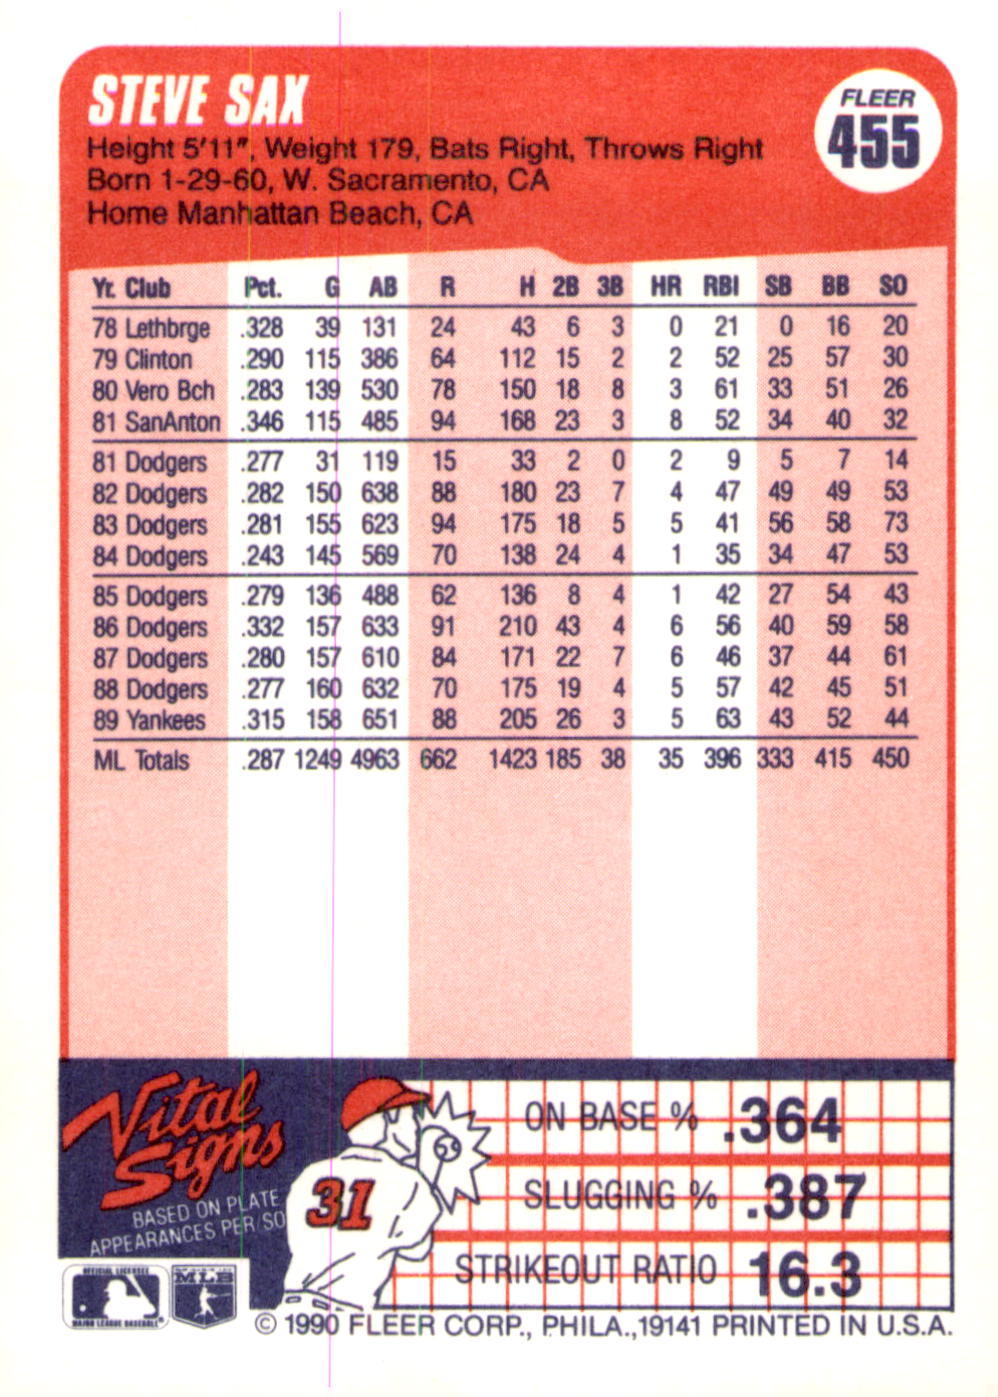 STEVE SAX
FLEER
455
Height 5'11", Weight 179, Bats Right, Throws Right
Born 1-29-60, W. Sacramento, CA
Home Manhattan Beach, CA
Yr. Club Pct. G AB R H 2B 3B HR RBI SB BB SO
78 Lethbrge .328 39 131 24 43 6 3 0 21 0 16 20
79 Clinton .290 115 386 64 112 15 2 2 52 25 57 30
80 Vero Bch .283 139 530 78 150 18 8 3 61 33 51 26
81 SanAnton .346 115 485 94 168 23 3 8 52 34 40 32
81 Dodgers .277 31 119 15 33 2 0 2 9 5 7 14
82 Dodgers .282 150 638 88 180 23 7 4 47 49 49 53
83 Dodgers .281 155 623 94 175 18 5 5 41 56 58 73
84 Dodgers .243 145 569 70 138 24 4 1 35 34 47 53
85 Dodgers .279 136 488 62 136 8 4 1 42 27 54 43
86 Dodgers .332 157 633 91 210 43 4 6 56 40 59 58
87 Dodgers .280 157 610 84 171 22 7 6 46 37 44 61
88 Dodgers .277 160 632 70 175 19 4 5 57 42 45 51
89 Yankees .315 158 651 88 205 26 3 5 63 43 52 44
ML Totals .287 1249 4963 662 1423 185 38 35 396 333 415 450
Vital
Signs
BASED ON PLATE
APPEARANCES PER/SO
31
ON BASE % .364
SLUGGING % .387
STRIKEOUT RATIO 16.3
OFFICIAL LICENSEE
MAJOR LEAGUE BASEBALL
MLB
© 1990 FLEER CORP., PHILA.,19141 PRINTED IN U.S.A.